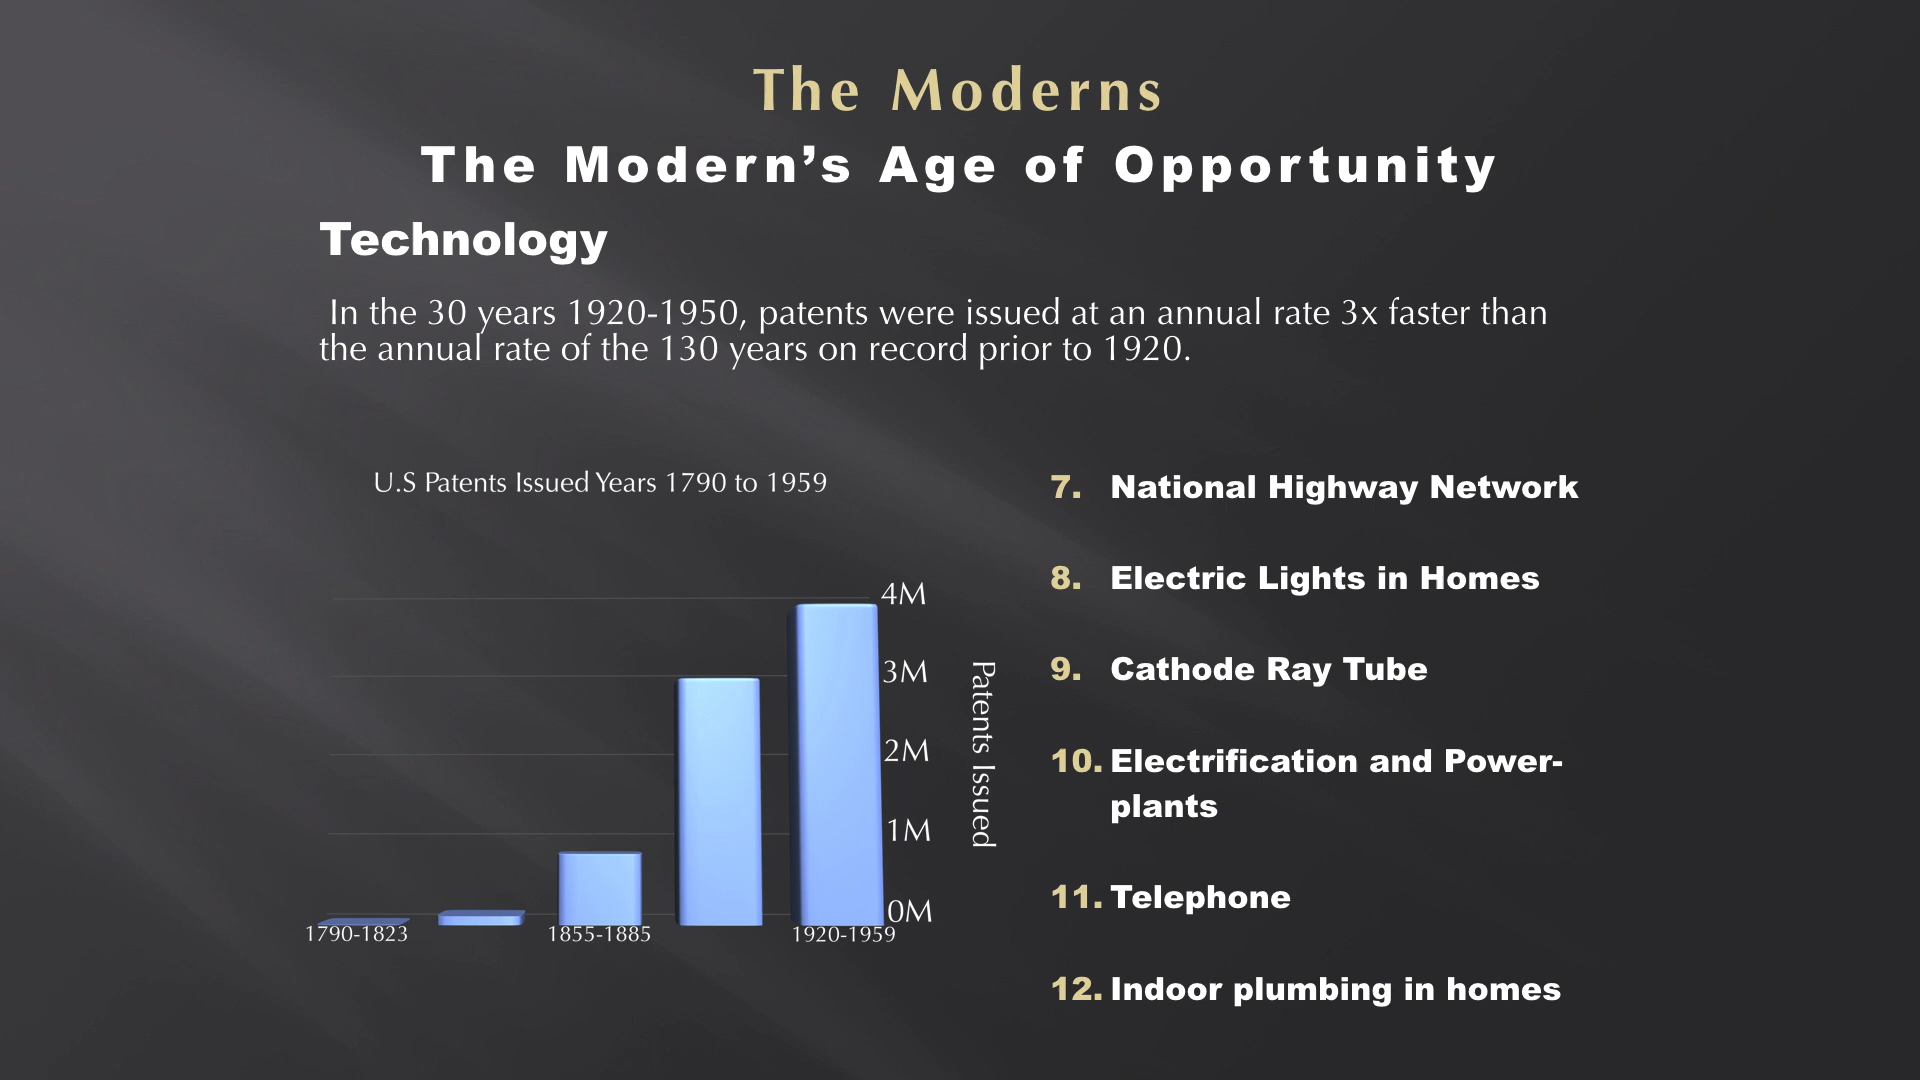 The Moderns
The Modern’s Age of Opportunity
Technology
In the 30 years 1920-1950, patents were issued at an annual rate 3x faster than
the annual rate of the 130 years on record prior to 1920.
U.S Patents Issued Years 1790 to 1959
4M
3M
2M
1M
0M
Patents Issued
1790-1823
1855-1885
1920-1959
7. National Highway Network
8. Electric Lights in Homes
9. Cathode Ray Tube
10. Electrification and Power-
plants
11. Telephone
12. Indoor plumbing in homes